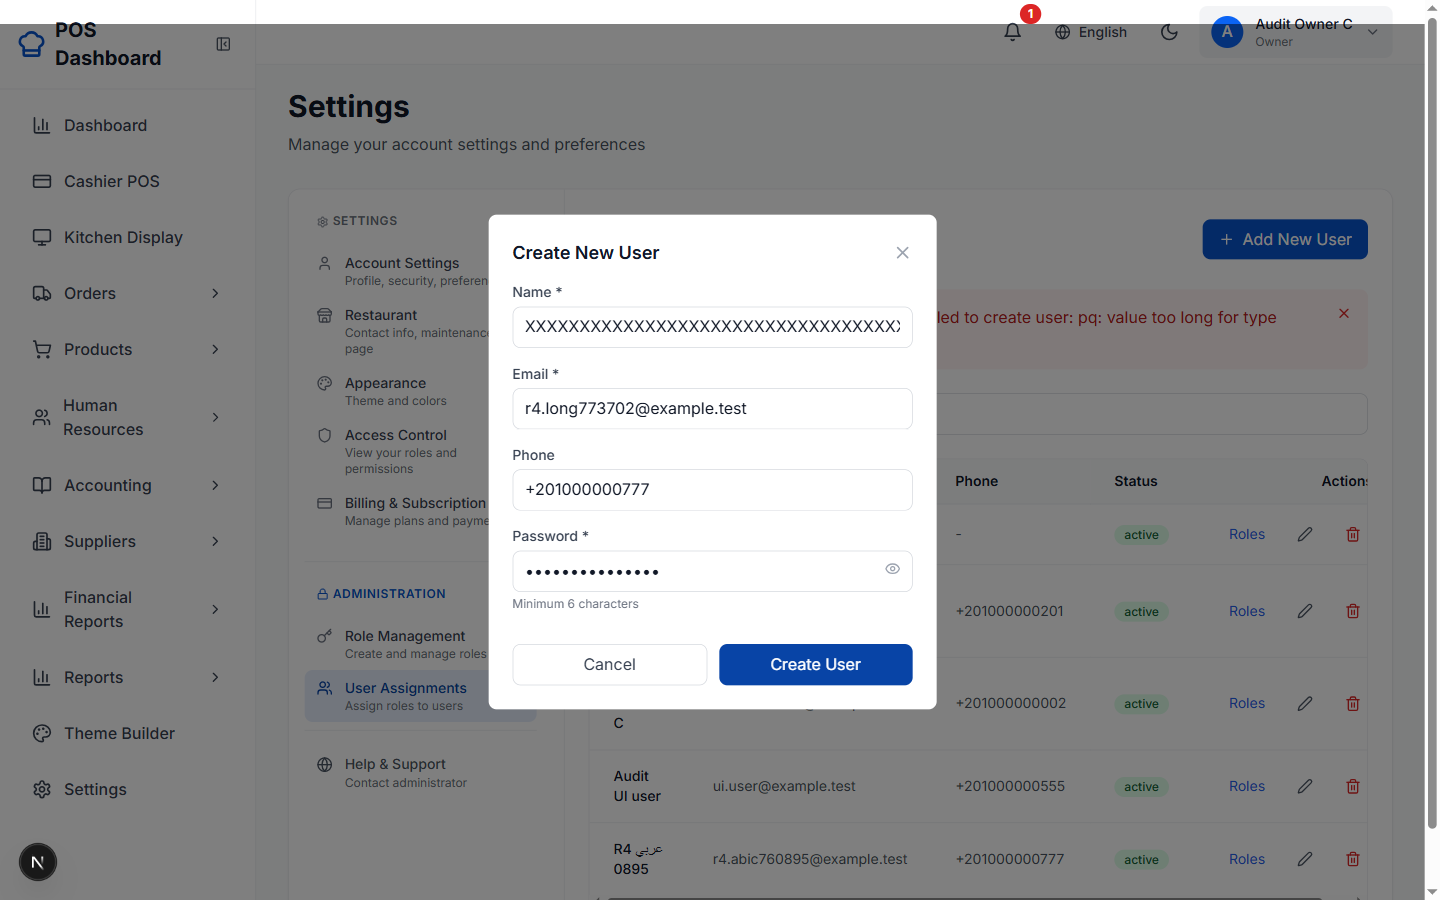 POS
Dashboard
1
English
A
Audit Owner C
Owner
Dashboard
Cashier POS
Kitchen Display
Orders
Products
Human
Resources
Accounting
Suppliers
Financial
Reports
Reports
Theme Builder
Settings
N
Settings
Manage your account settings and preferences
SETTINGS
Account Settings
Profile, security, preferen
Restaurant
Contact info, maintenance
page
Appearance
Theme and colors
Access Control
View your roles and
permissions
Billing & Subscription
Manage plans and payme
ADMINISTRATION
Role Management
Create and manage roles
User Assignments
Assign roles to users
Help & Support
Contact administrator
+ Add New User
led to create user: pq: value too long for type
Phone Status Actions
- active Roles
+201000000201 active Roles
+201000000002 active Roles
C
Audit
UI user
ui.user@example.test +201000000555 active Roles
R4 عربي
0895
r4.abic760895@example.test +201000000777 active Roles
Create New User
Name *
XXXXXXXXXXXXXXXXXXXXXXXXXXXXXXXXXXX
Email *
r4.long773702@example.test
Phone
+201000000777
Password *
•••••••••••••••
Minimum 6 characters
Cancel
Create User